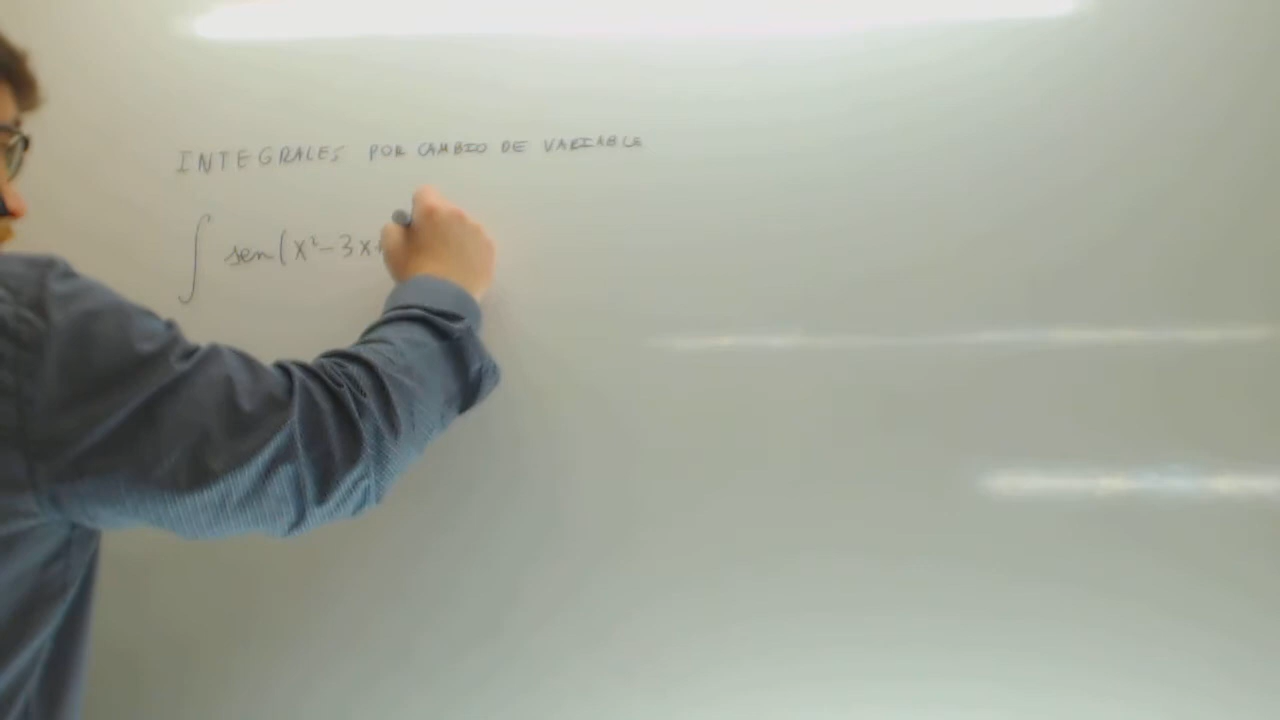 INTEGRALES POR CAMBIO DE VARIABLE
∫ sen(x²-3x+